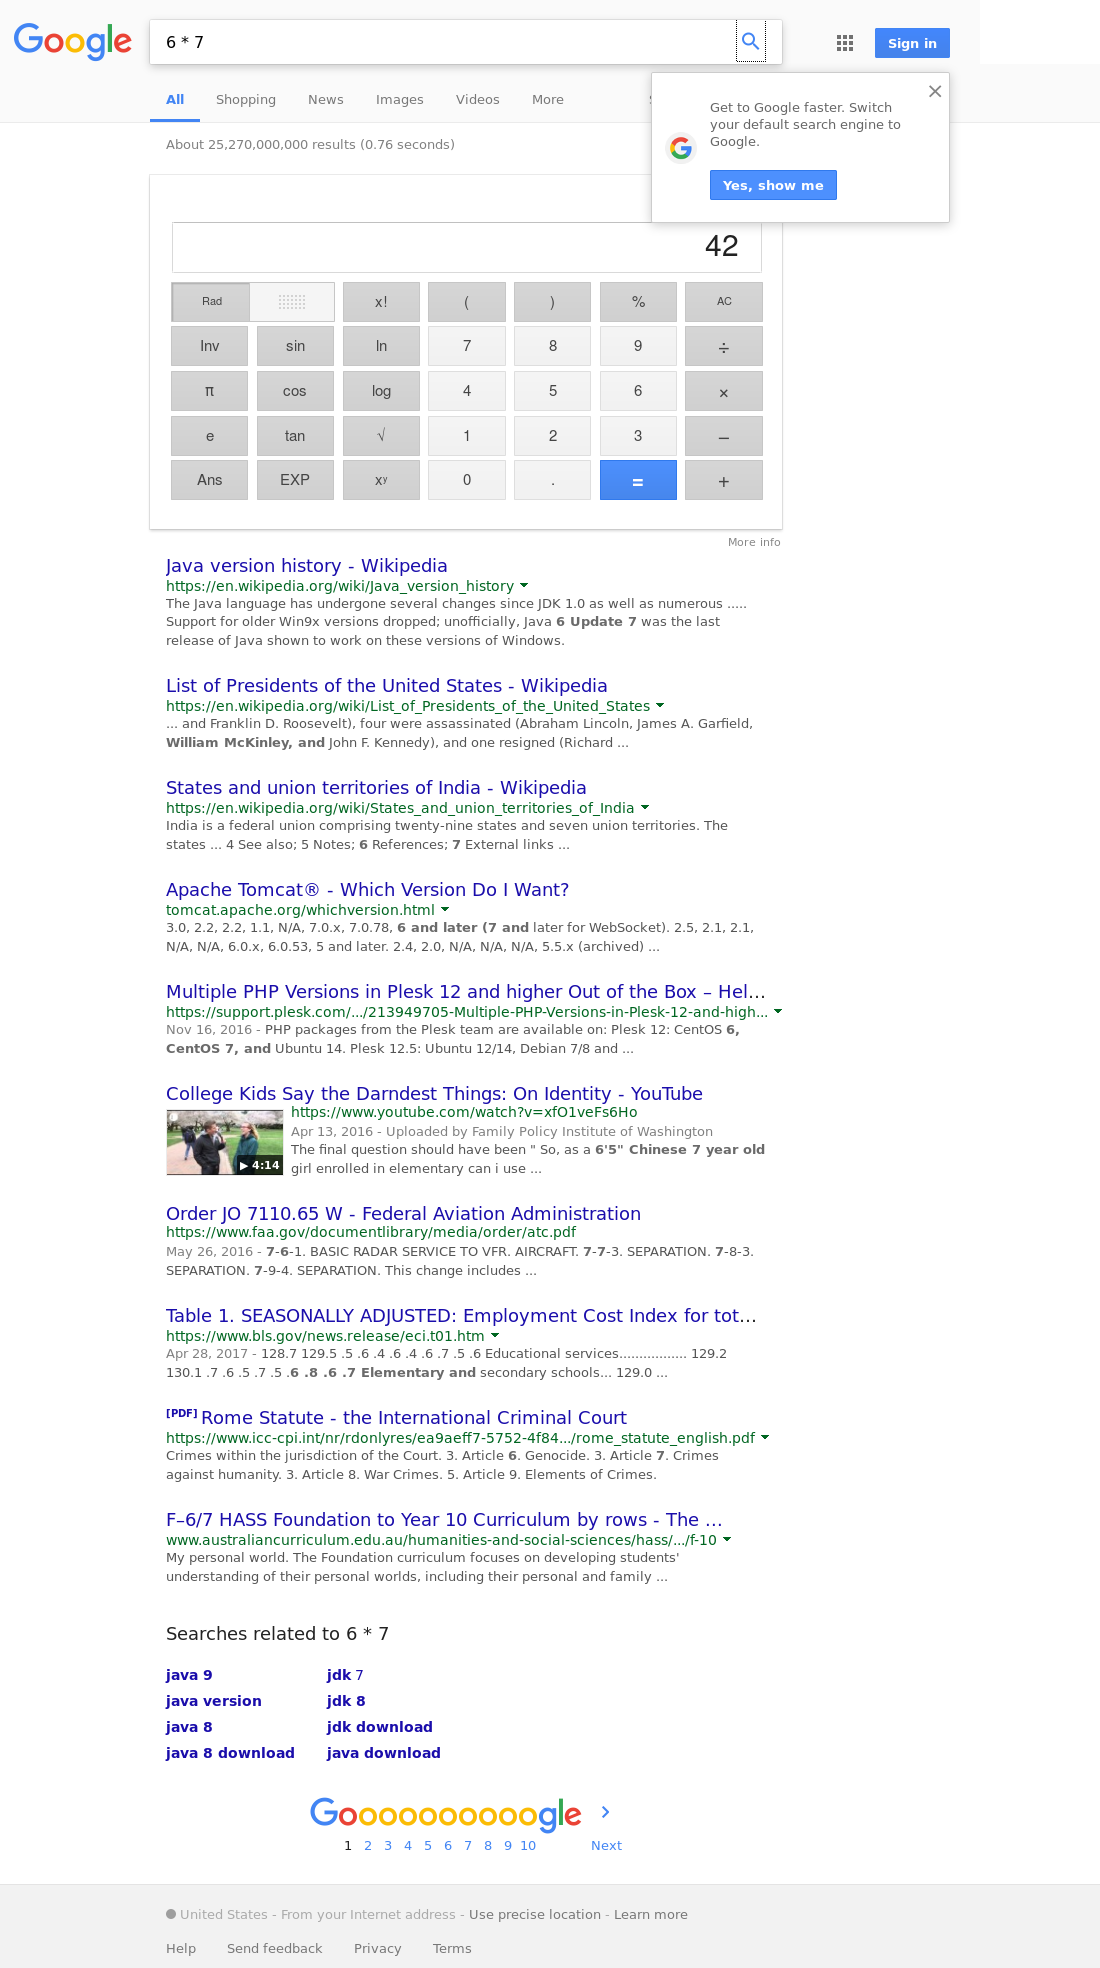 Google
6 * 7
Sign in
All Shopping News Images Videos More
Get to Google faster. Switch
your default search engine to
Google.
Yes, show me
About 25,270,000,000 results (0.76 seconds)
42
Rad x! ( ) % AC
Inv sin ln 7 8 9 ÷
π cos log 4 5 6 ×
e tan √ 1 2 3 −
Ans EXP xʸ 0 . = +
More info
Java version history - Wikipedia
https://en.wikipedia.org/wiki/Java_version_history
The Java language has undergone several changes since JDK 1.0 as well as numerous .....
Support for older Win9x versions dropped; unofficially, Java 6 Update 7 was the last
release of Java shown to work on these versions of Windows.
List of Presidents of the United States - Wikipedia
https://en.wikipedia.org/wiki/List_of_Presidents_of_the_United_States
... and Franklin D. Roosevelt), four were assassinated (Abraham Lincoln, James A. Garfield,
William McKinley, and John F. Kennedy), and one resigned (Richard ...
States and union territories of India - Wikipedia
https://en.wikipedia.org/wiki/States_and_union_territories_of_India
India is a federal union comprising twenty-nine states and seven union territories. The
states ... 4 See also; 5 Notes; 6 References; 7 External links ...
Apache Tomcat® - Which Version Do I Want?
tomcat.apache.org/whichversion.html
3.0, 2.2, 2.2, 1.1, N/A, 7.0.x, 7.0.78, 6 and later (7 and later for WebSocket). 2.5, 2.1, 2.1,
N/A, N/A, 6.0.x, 6.0.53, 5 and later. 2.4, 2.0, N/A, N/A, N/A, 5.5.x (archived) ...
Multiple PHP Versions in Plesk 12 and higher Out of the Box – Hel...
https://support.plesk.com/.../213949705-Multiple-PHP-Versions-in-Plesk-12-and-high...
Nov 16, 2016 - PHP packages from the Plesk team are available on: Plesk 12: CentOS 6,
CentOS 7, and Ubuntu 14. Plesk 12.5: Ubuntu 12/14, Debian 7/8 and ...
College Kids Say the Darndest Things: On Identity - YouTube
https://www.youtube.com/watch?v=xfO1veFs6Ho
Apr 13, 2016 - Uploaded by Family Policy Institute of Washington
The final question should have been " So, as a 6'5" Chinese 7 year old
girl enrolled in elementary can i use ...
▶ 4:14
Order JO 7110.65 W - Federal Aviation Administration
https://www.faa.gov/documentlibrary/media/order/atc.pdf
May 26, 2016 - 7-6-1. BASIC RADAR SERVICE TO VFR. AIRCRAFT. 7-7-3. SEPARATION. 7-8-3.
SEPARATION. 7-9-4. SEPARATION. This change includes ...
Table 1. SEASONALLY ADJUSTED: Employment Cost Index for tot...
https://www.bls.gov/news.release/eci.t01.htm
Apr 28, 2017 - 128.7 129.5 .5 .6 .4 .6 .4 .6 .7 .5 .6 Educational services................. 129.2
130.1 .7 .6 .5 .7 .5 .6 .8 .6 .7 Elementary and secondary schools... 129.0 ...
[PDF] Rome Statute - the International Criminal Court
https://www.icc-cpi.int/nr/rdonlyres/ea9aeff7-5752-4f84.../rome_statute_english.pdf
Crimes within the jurisdiction of the Court. 3. Article 6. Genocide. 3. Article 7. Crimes
against humanity. 3. Article 8. War Crimes. 5. Article 9. Elements of Crimes.
F–6/7 HASS Foundation to Year 10 Curriculum by rows - The ...
www.australiancurriculum.edu.au/humanities-and-social-sciences/hass/.../f-10
My personal world. The Foundation curriculum focuses on developing students'
understanding of their personal worlds, including their personal and family ...
Searches related to 6 * 7
java 9 jdk 7
java version jdk 8
java 8 jdk download
java 8 download java download
Goooooooooogle
1 2 3 4 5 6 7 8 9 10 Next
United States - From your Internet address - Use precise location - Learn more
Help Send feedback Privacy Terms